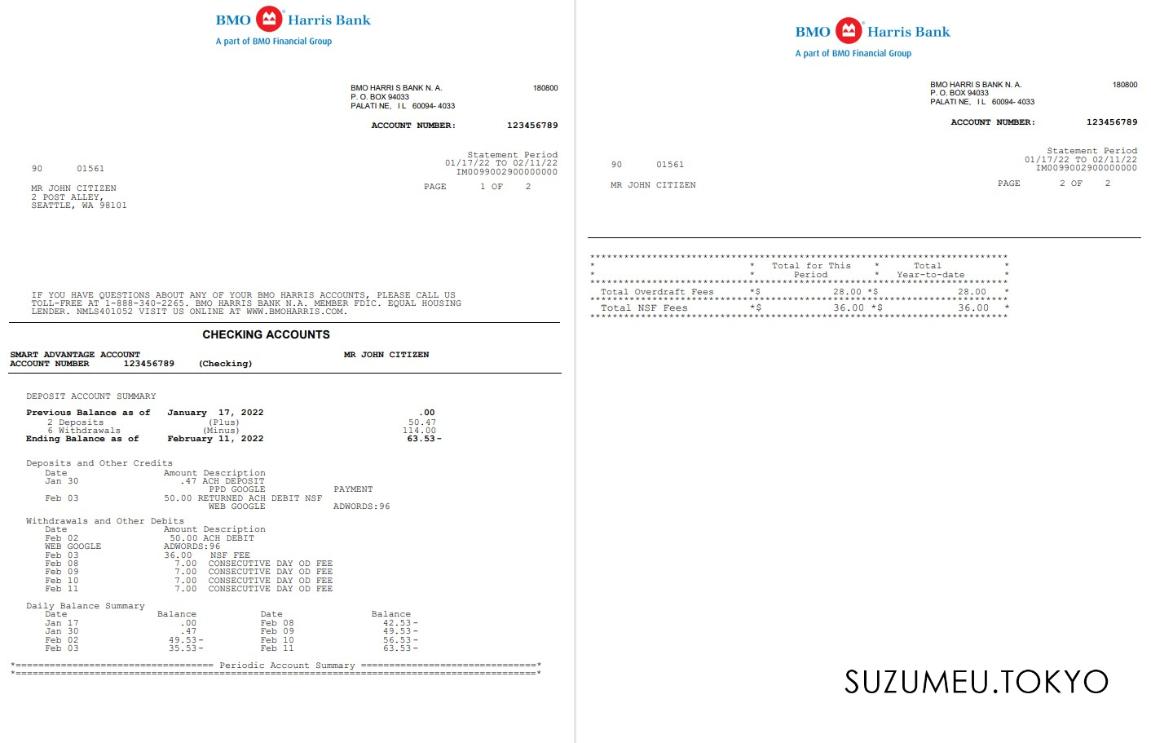 BMO Harris Bank
A part of BMO Financial Group
BMO HARRIS BANK N. A. 180800
P. O. BOX 94033
PALATINE, IL 60094-4033
ACCOUNT NUMBER: 123456789
Statement Period
01/17/22 TO 02/11/22
IM0099002900000000
90 01561
PAGE 1 OF 2
MR JOHN CITIZEN
2 POST ALLEY,
SEATTLE, WA 98101
IF YOU HAVE QUESTIONS ABOUT ANY OF YOUR BMO HARRIS ACCOUNTS, PLEASE CALL US
TOLL-FREE AT 1-888-340-2265. BMO HARRIS BANK N.A. MEMBER FDIC. EQUAL HOUSING
LENDER. NMLS401052 VISIT US ONLINE AT WWW.BMOHARRIS.COM.
CHECKING ACCOUNTS
SMART ADVANTAGE ACCOUNT MR JOHN CITIZEN
ACCOUNT NUMBER 123456789 (Checking)
DEPOSIT ACCOUNT SUMMARY
Previous Balance as of January 17, 2022 .00
2 Deposits (Plus) 50.47
6 Withdrawals (Minus) 114.00
Ending Balance as of February 11, 2022 63.53-
Deposits and Other Credits
Date Amount Description
Jan 30 .47 ACH DEPOSIT
PPD GOOGLE PAYMENT
Feb 03 50.00 RETURNED ACH DEBIT NSF
WEB GOOGLE ADWORDS:96
Withdrawals and Other Debits
Date Amount Description
Feb 02 50.00 ACH DEBIT
WEB GOOGLE ADWORDS:96
Feb 03 36.00 NSF FEE
Feb 08 7.00 CONSECUTIVE DAY OD FEE
Feb 09 7.00 CONSECUTIVE DAY OD FEE
Feb 10 7.00 CONSECUTIVE DAY OD FEE
Feb 11 7.00 CONSECUTIVE DAY OD FEE
Daily Balance Summary
Date Balance Date Balance
Jan 17 .00 Feb 08 42.53-
Jan 30 .47 Feb 09 49.53-
Feb 02 49.53- Feb 10 56.53-
Feb 03 35.53- Feb 11 63.53-
*================================= Periodic Account Summary =============================*
BMO Harris Bank
A part of BMO Financial Group
BMO HARRIS BANK N. A. 180800
P. O. BOX 94033
PALATINE, IL 60094-4033
ACCOUNT NUMBER: 123456789
Statement Period
01/17/22 TO 02/11/22
IM0099002900000000
90 01561
PAGE 2 OF 2
MR JOHN CITIZEN
* * Total for This * Total *
* * Period * Year-to-date *
Total Overdraft Fees *$ 28.00 *$ 28.00 *
Total NSF Fees *$ 36.00 *$ 36.00 *
SUZUMEU.TOKYO